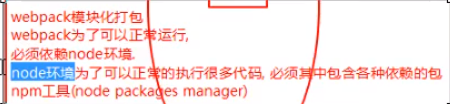 webpack模块化打包
webpack为了可以正常运行,
必须依赖node环境.
node环境为了可以正常的执行很多代码, 必须其中包含各种依赖的包
npm工具(node packages manager)